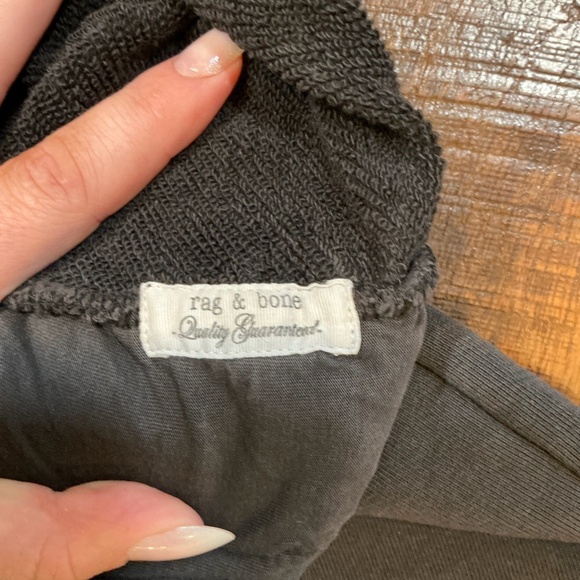 rag & bone
-Quality Guaranteed-